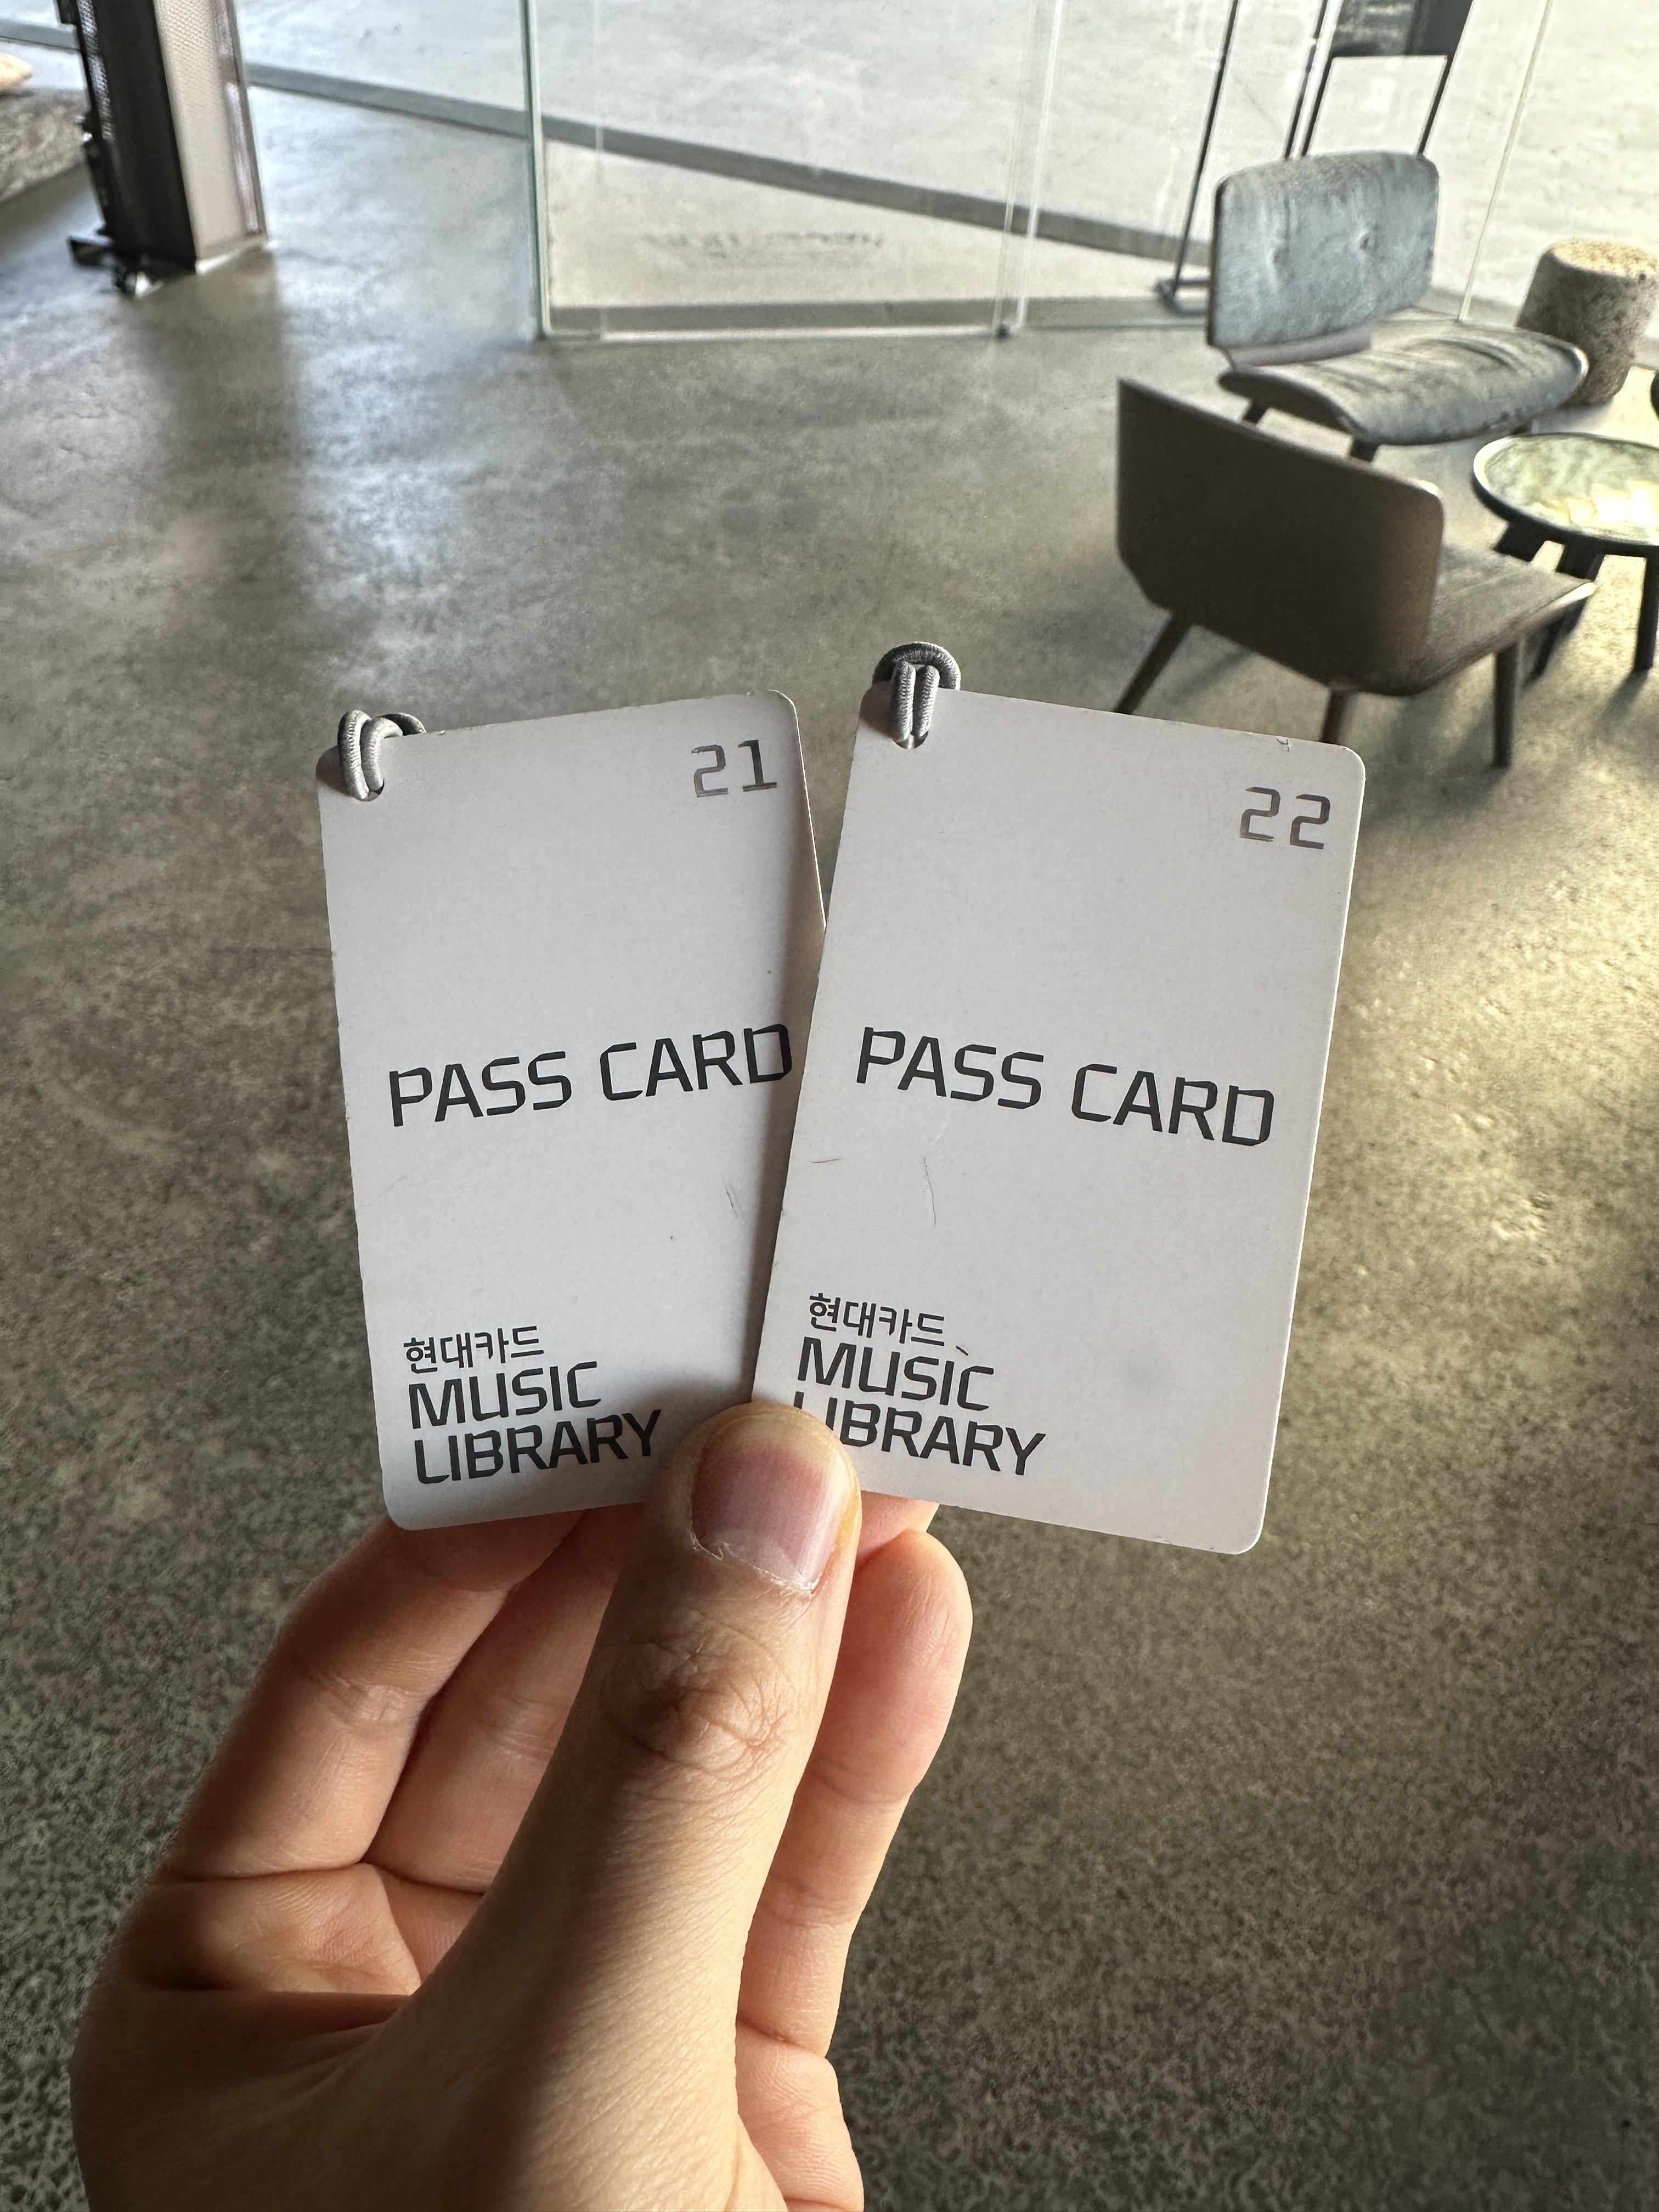 21
PASS CARD
현대카드
MUSIC
LIBRARY
22
PASS CARD
현대카드
MUSIC
LIBRARY